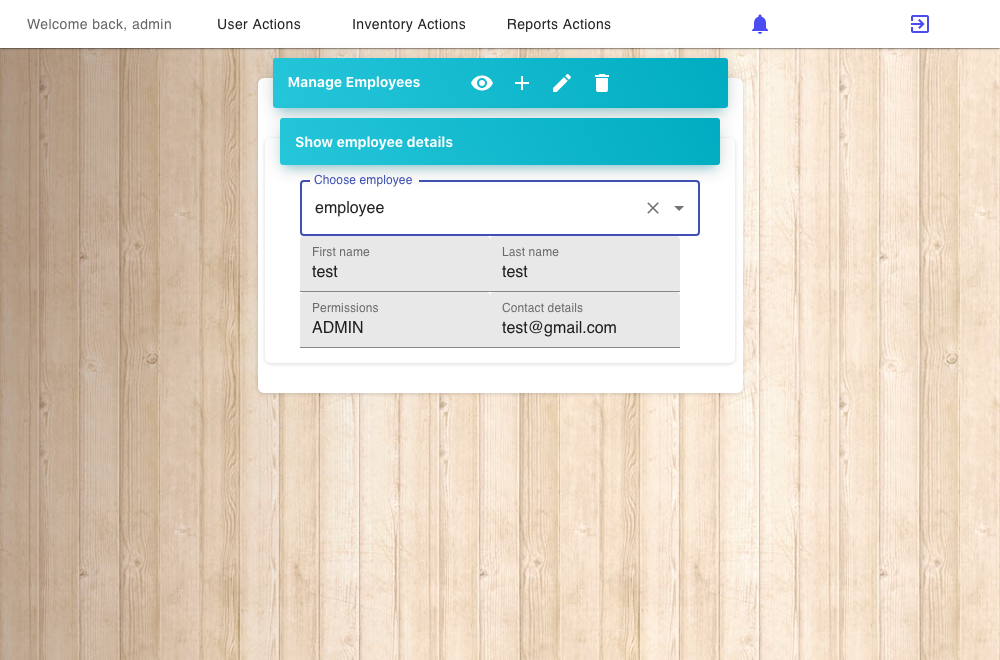 Welcome back, admin User Actions Inventory Actions Reports Actions
Manage Employees
Show employee details
Choose employee
employee
First name Last name
test test
Permissions Contact details
ADMIN test@gmail.com